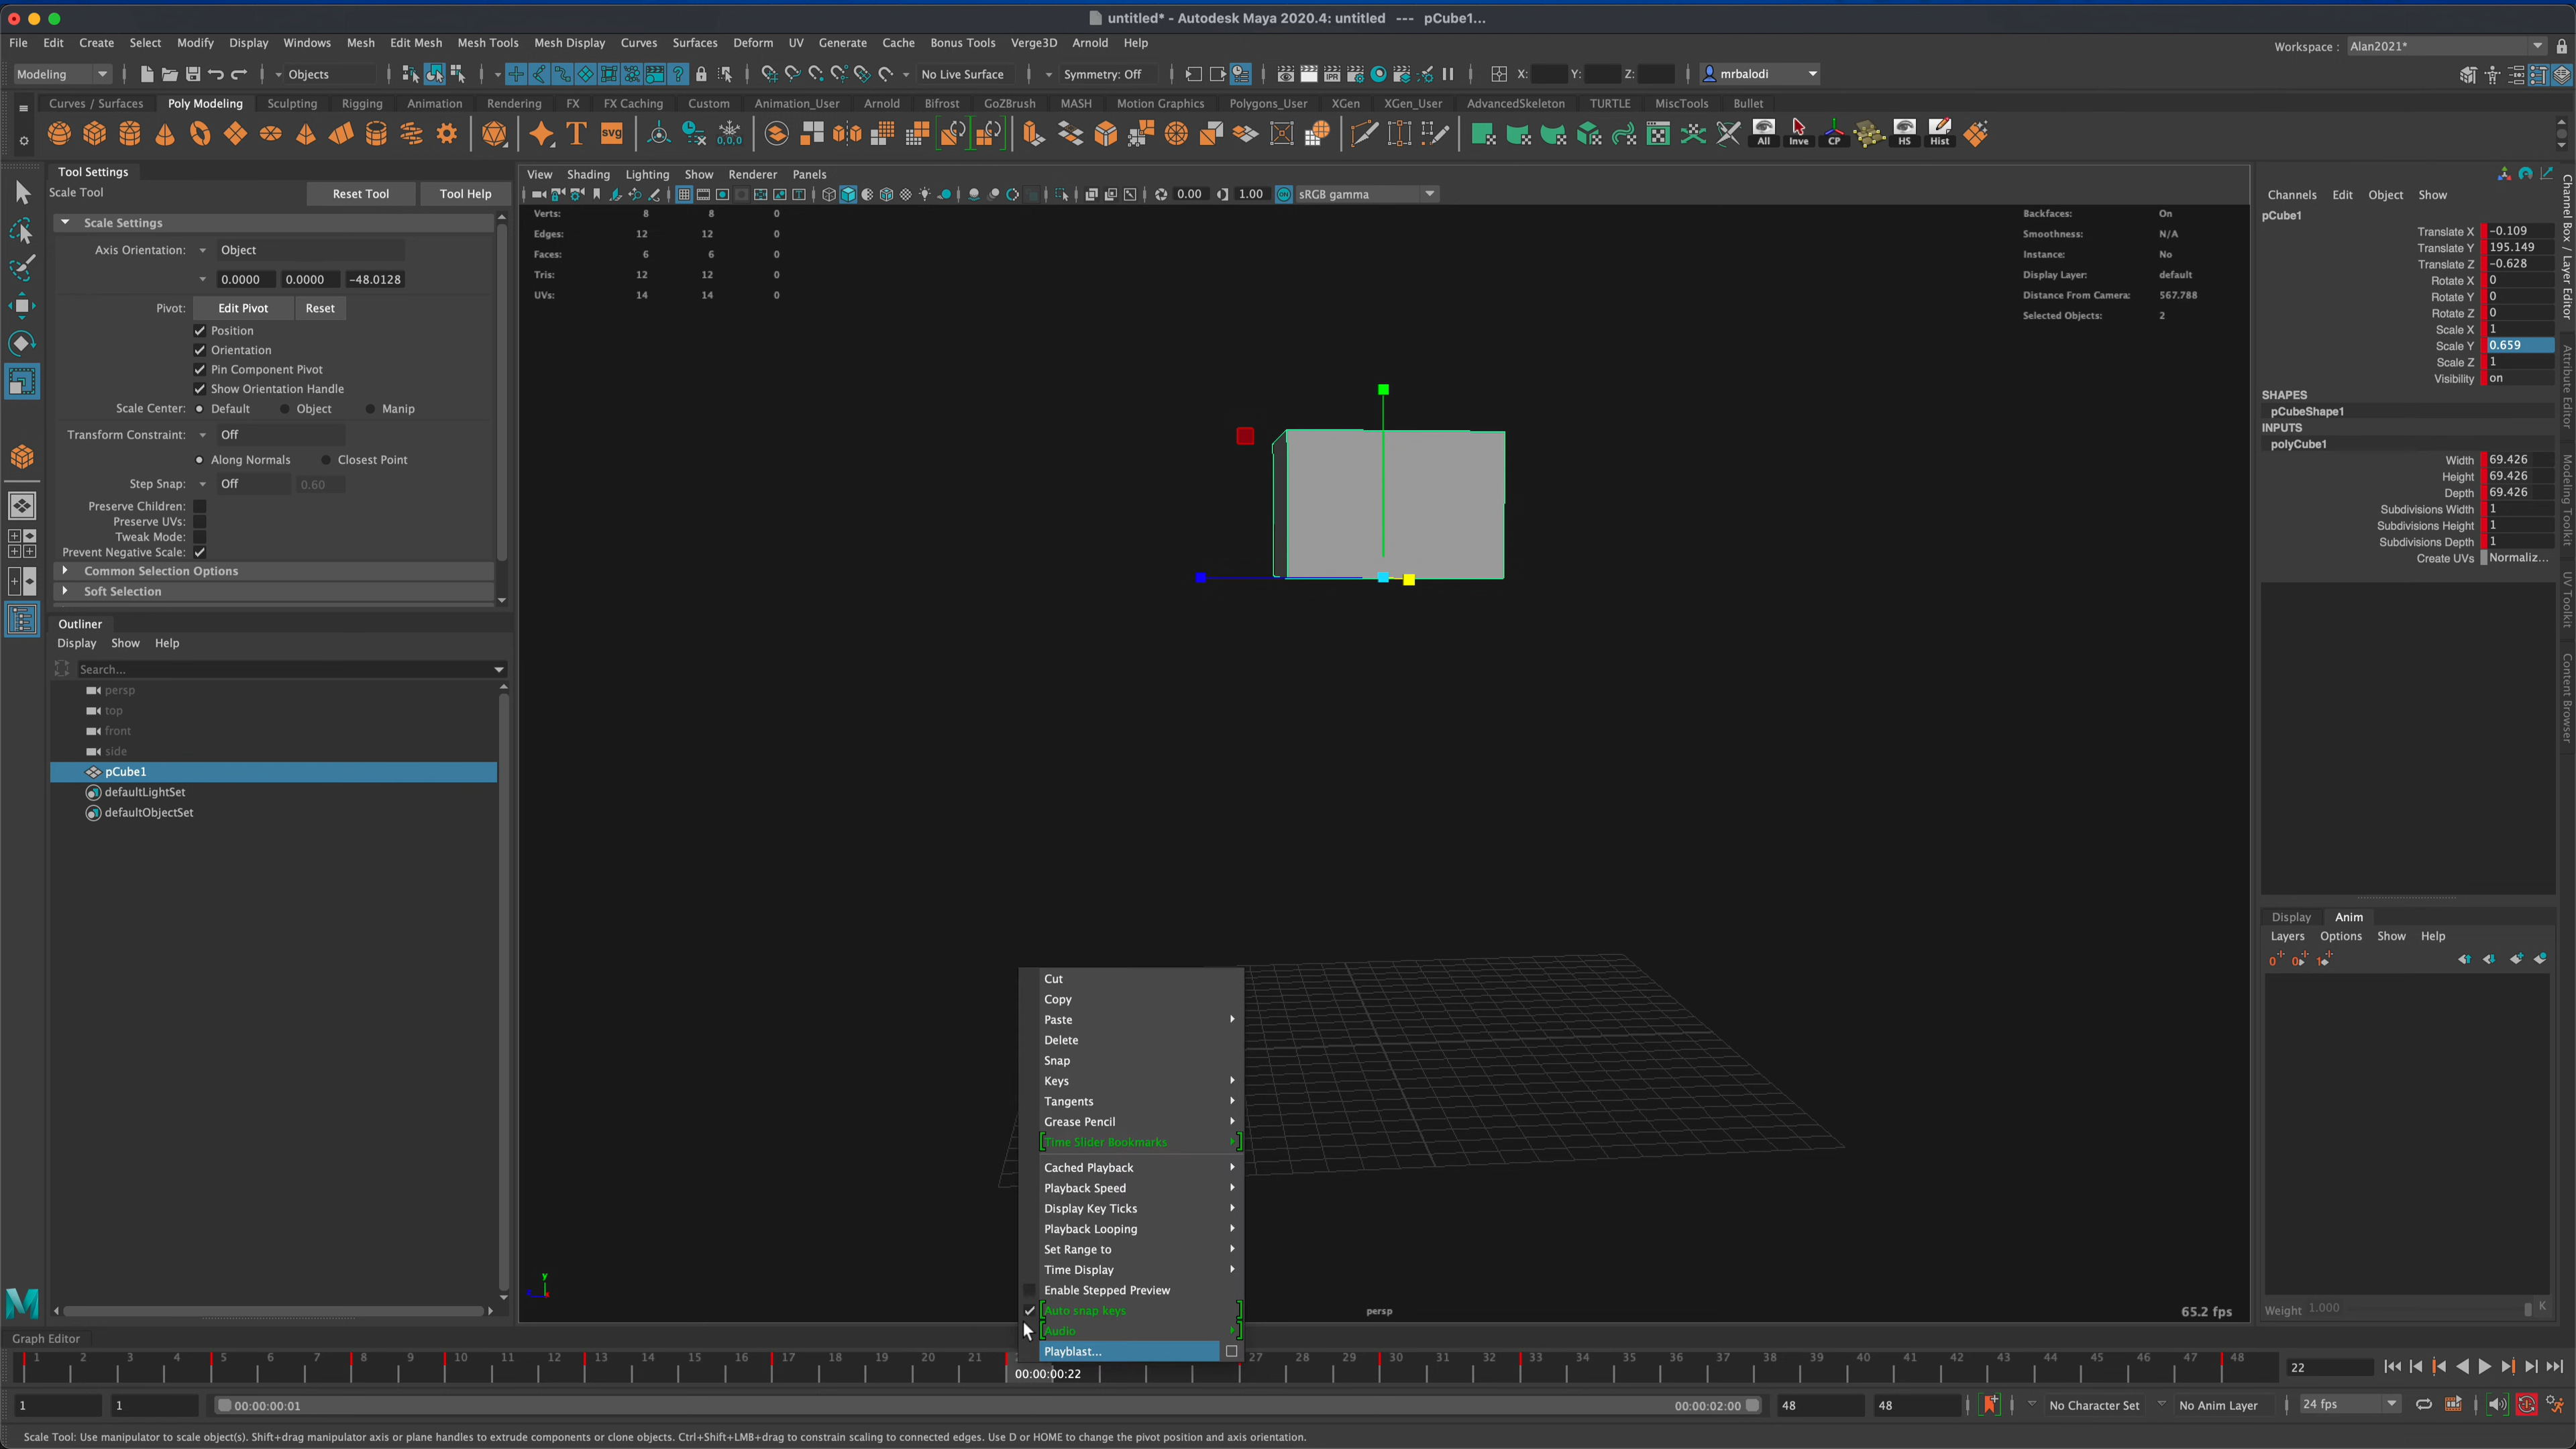 untitled* - Autodesk Maya 2020.4: untitled --- pCube1...
File Edit Create Select Modify Display Windows Mesh Edit Mesh Mesh Tools Mesh Display Curves Surfaces Deform UV Generate Cache Bonus Tools Verge3D Arnold Help
Workspace : Alan2021*
Modeling Objects No Live Surface Symmetry: Off X: Y: Z: mrbalodi
Curves / Surfaces Poly Modeling Sculpting Rigging Animation Rendering FX FX Caching Custom Animation_User Arnold Bifrost GoZBrush MASH Motion Graphics Polygons_User XGen XGen_User AdvancedSkeleton TURTLE MiscTools Bullet
T svg 0,0,0 All Inve CP HS Hist
Tool Settings
Scale Tool Reset Tool Tool Help
Scale Settings
Axis Orientation: Object
0.0000 0.0000 -48.0128
Pivot: Edit Pivot Reset
Position
Orientation
Pin Component Pivot
Show Orientation Handle
Scale Center: Default Object Manip
Transform Constraint: Off
Along Normals Closest Point
Step Snap: Off 0.60
Preserve Children:
Preserve UVs:
Tweak Mode:
Prevent Negative Scale:
Common Selection Options
Soft Selection
Outliner
Display Show Help
Search...
persp
top
front
side
pCube1
defaultLightSet
defaultObjectSet
View Shading Lighting Show Renderer Panels
0.00 1.00 ON sRGB gamma
Verts: 8 8 0
Edges: 12 12 0
Faces: 6 6 0
Tris: 12 12 0
UVs: 14 14 0
Backfaces: On
Smoothness: N/A
Instance: No
Display Layer: default
Distance From Camera: 567.788
Selected Objects: 2
Cut
Copy
Paste
Delete
Snap
Keys
Tangents
Grease Pencil
Time Slider Bookmarks
Cached Playback
Playback Speed
Display Key Ticks
Playback Looping
Set Range to
Time Display
Enable Stepped Preview
Auto snap keys
Audio
Playblast...
y
persp
65.2 fps
Channels Edit Object Show
pCube1
Translate X -0.109
Translate Y 195.149
Translate Z -0.628
Rotate X 0
Rotate Y 0
Rotate Z 0
Scale X 1
Scale Y 0.659
Scale Z 1
Visibility on
SHAPES
pCubeShape1
INPUTS
polyCube1
Width 69.426
Height 69.426
Depth 69.426
Subdivisions Width 1
Subdivisions Height 1
Subdivisions Depth 1
Create UVs Normaliz...
Channel Box / Layer Editor
Attribute Editor
Modeling Toolkit
UV Toolkit
Content Browser
Display Anim
Layers Options Show Help
Weight 1.000 K
Graph Editor
1 2 3 4 5 6 7 8 9 10 11 12 13 14 15 16 17 18 19 20 21 27 28 29 30 31 32 33 34 35 36 37 38 39 40 41 42 43 44 45 46 47 48 22
00:00:00:22
1 1 00:00:00:01 00:00:02:00 48 48 No Character Set No Anim Layer 24 fps
Scale Tool: Use manipulator to scale object(s). Shift+drag manipulator axis or plane handles to extrude components or clone objects. Ctrl+Shift+LMB+drag to constrain scaling to connected edges. Use D or HOME to change the pivot position and axis orientation.